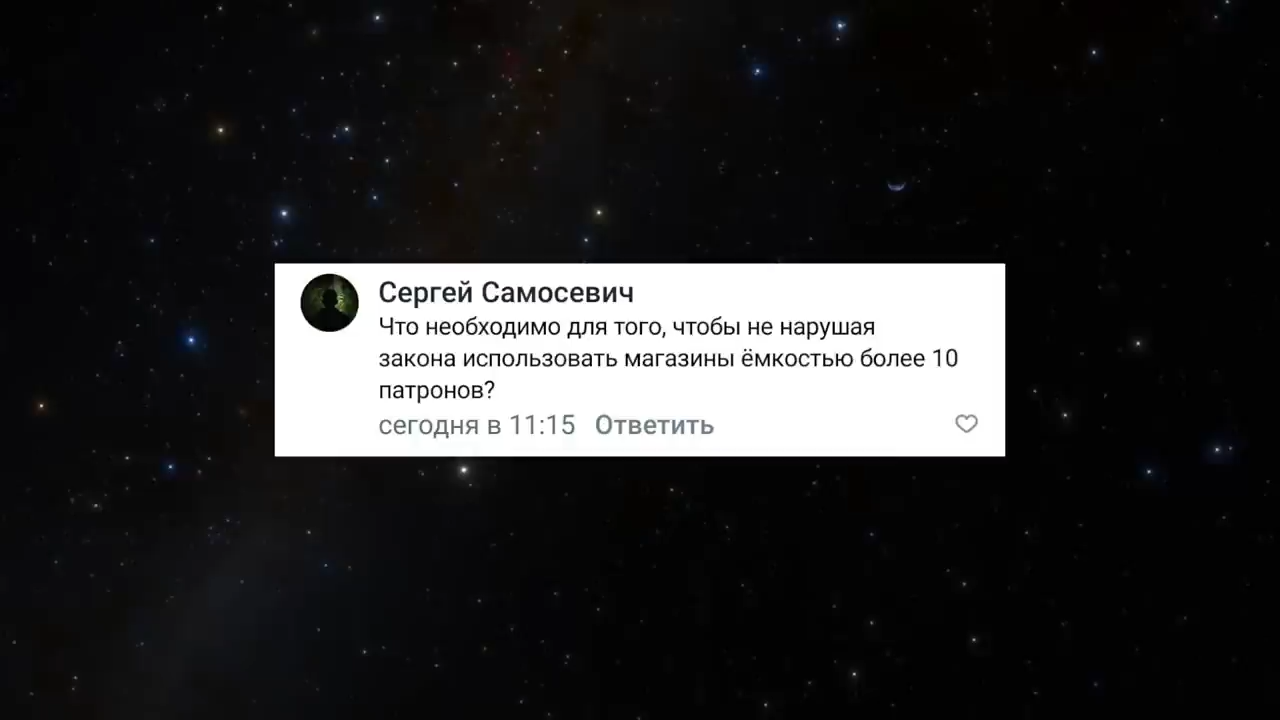 Сергей Самосевич
Что необходимо для того, чтобы не нарушая
закона использовать магазины ёмкостью более 10
патронов?
сегодня в 11:15 Ответить